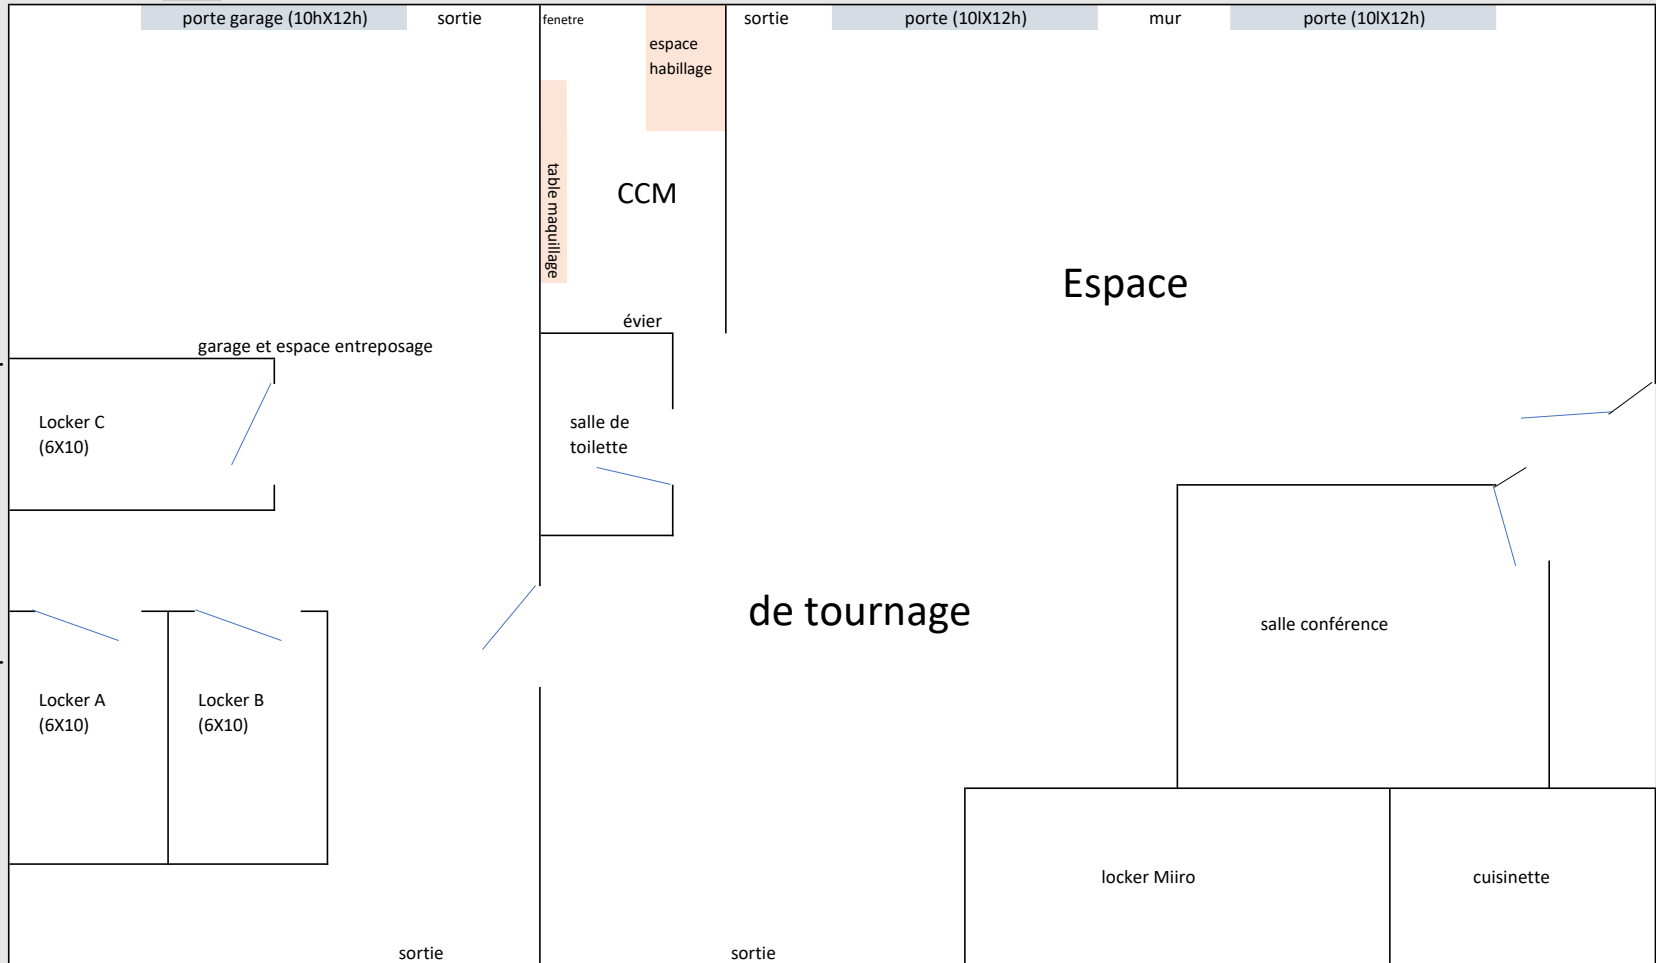 porte garage (10hX12h)
sortie
fenetre
sortie
porte (10lX12h)
mur
porte (10lX12h)
espace
habillage
table maquillage
CCM
Espace
évier
garage et espace entreposage
Locker C
(6X10)
salle de
toilette
de tournage
salle conférence
Locker A
(6X10)
Locker B
(6X10)
locker Miiro
cuisinette
sortie
sortie